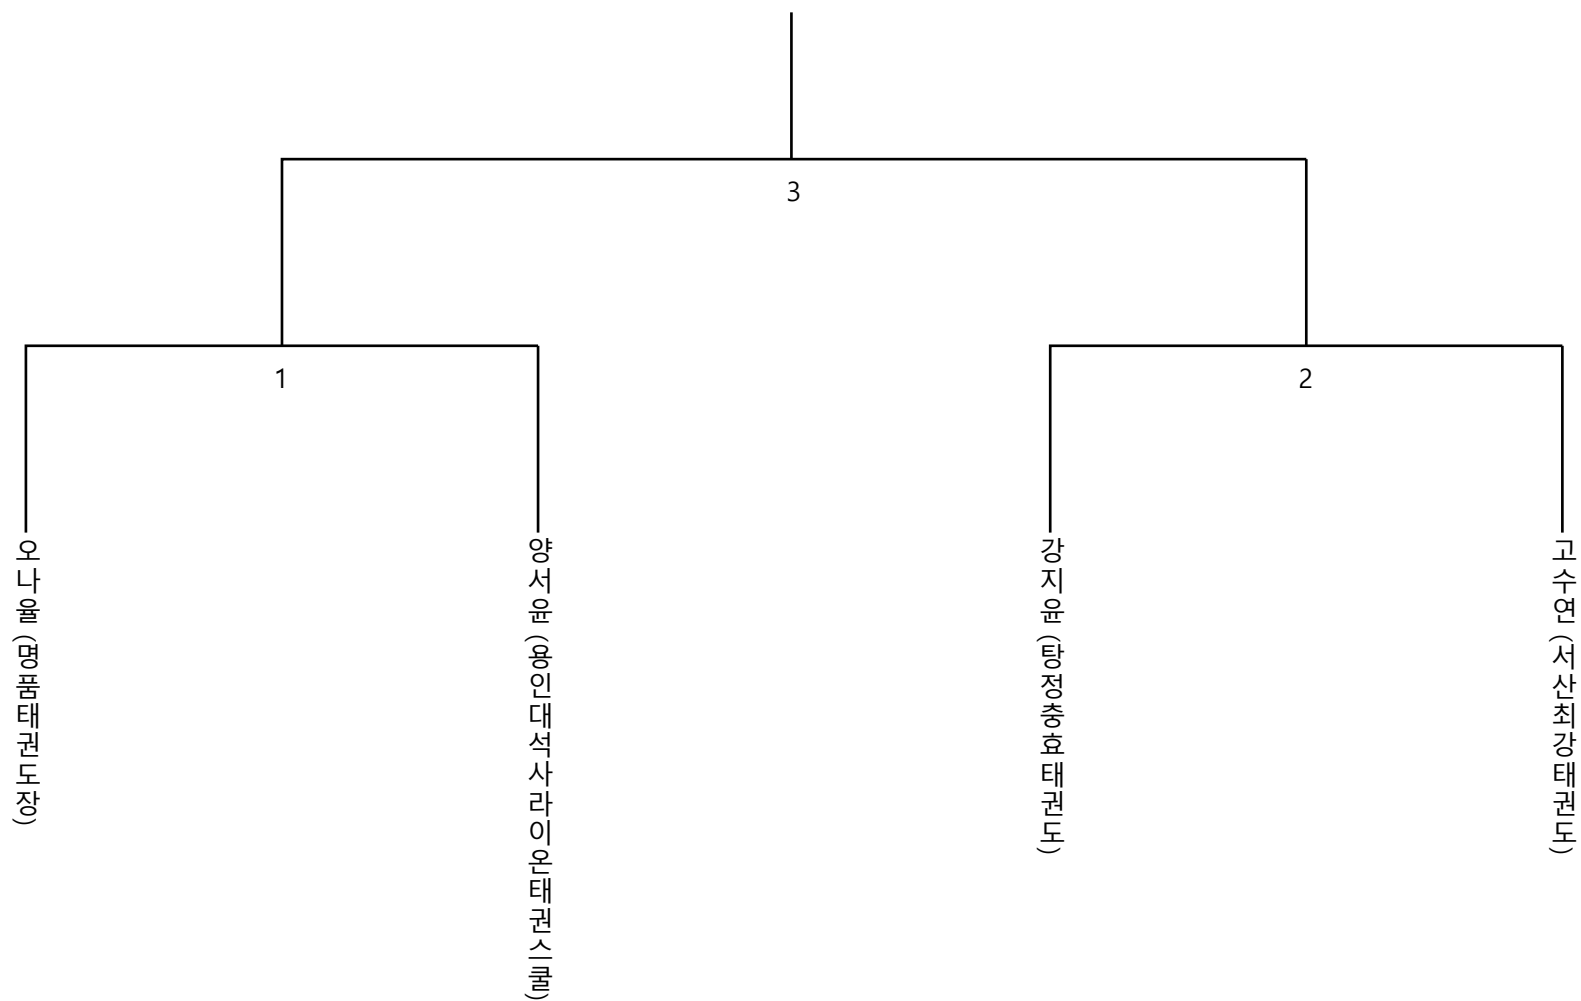 3
1
2
오나율 (명품태권도장)
양서윤 (용인대석사라이온태권스쿨)
강지윤 (탕정충효태권도)
고수연 (서산최강태권도)